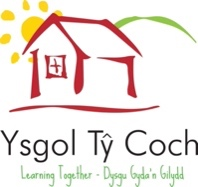 Ysgol Tŷ Coch
Learning Together - Dysgu Gyda'n Gilydd